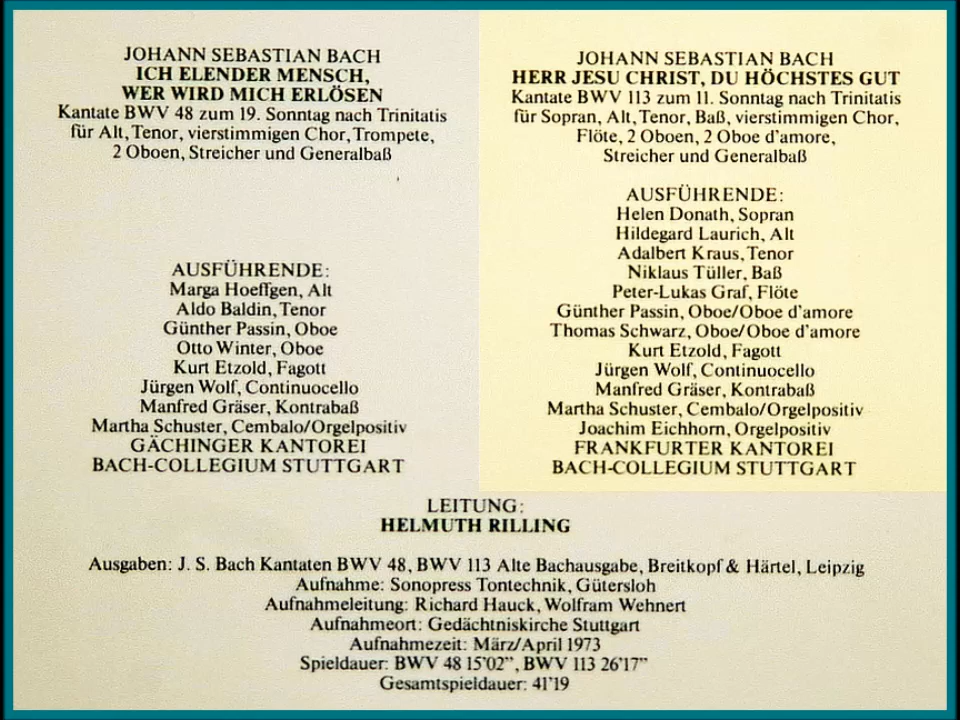 JOHANN SEBASTIAN BACH
ICH ELENDER MENSCH,
WER WIRD MICH ERLÖSEN
Kantate BWV 48 zum 19. Sonntag nach Trinitatis
für Alt, Tenor, vierstimmigen Chor, Trompete,
2 Oboen, Streicher und Generalbaß
AUSFÜHRENDE:
Marga Hoeffgen, Alt
Aldo Baldin, Tenor
Günther Passin, Oboe
Otto Winter, Oboe
Kurt Etzold, Fagott
Jürgen Wolf, Continuocello
Manfred Gräser, Kontrabaß
Martha Schuster, Cembalo/Orgelpositiv
GÄCHINGER KANTOREI
BACH-COLLEGIUM STUTTGART
JOHANN SEBASTIAN BACH
HERR JESU CHRIST, DU HÖCHSTES GUT
Kantate BWV 113 zum 11. Sonntag nach Trinitatis
für Sopran, Alt, Tenor, Baß, vierstimmigen Chor,
Flöte, 2 Oboen, 2 Oboe d'amore,
Streicher und Generalbaß
AUSFÜHRENDE:
Helen Donath, Sopran
Hildegard Laurich, Alt
Adalbert Kraus, Tenor
Niklaus Tüller, Baß
Peter-Lukas Graf, Flöte
Günther Passin, Oboe/Oboe d'amore
Thomas Schwarz, Oboe/Oboe d'amore
Kurt Etzold, Fagott
Jürgen Wolf, Continuocello
Manfred Gräser, Kontrabaß
Martha Schuster, Cembalo/Orgelpositiv
Joachim Eichhorn, Orgelpositiv
FRANKFURTER KANTOREI
BACH-COLLEGIUM STUTTGART
LEITUNG:
HELMUTH RILLING
Ausgaben: J. S. Bach Kantaten BWV 48, BWV 113 Alte Bachausgabe, Breitkopf & Härtel, Leipzig
Aufnahme: Sonopress Tontechnik, Gütersloh
Aufnahmeleitung: Richard Hauck, Wolfram Wehnert
Aufnahmeort: Gedächtniskirche Stuttgart
Aufnahmezeit: März/April 1973
Spieldauer: BWV 48 15'02", BWV 113 26'17"
Gesamtspieldauer: 41'19